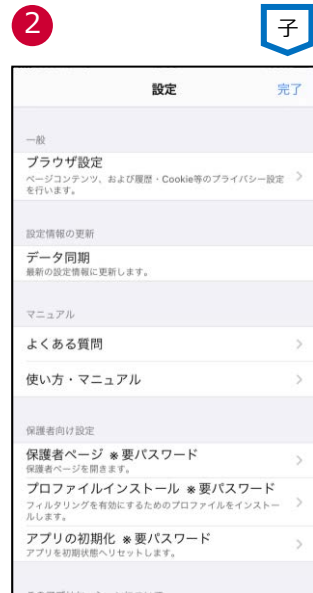 2
子
設定 完了
一般
ブラウザ設定
ページコンテンツ、および履歴・Cookie等のプライバシー設定
を行います。
設定情報の更新
データ同期
最新の設定情報に更新します。
マニュアル
よくある質問
使い方・マニュアル
保護者向け設定
保護者ページ ※要パスワード
保護者ページを開きます。
プロファイルインストール ※要パスワード
フィルタリングを有効にするためのプロファイルをインストー
ルします。
アプリの初期化 ※要パスワード
アプリを初期状態へリセットします。